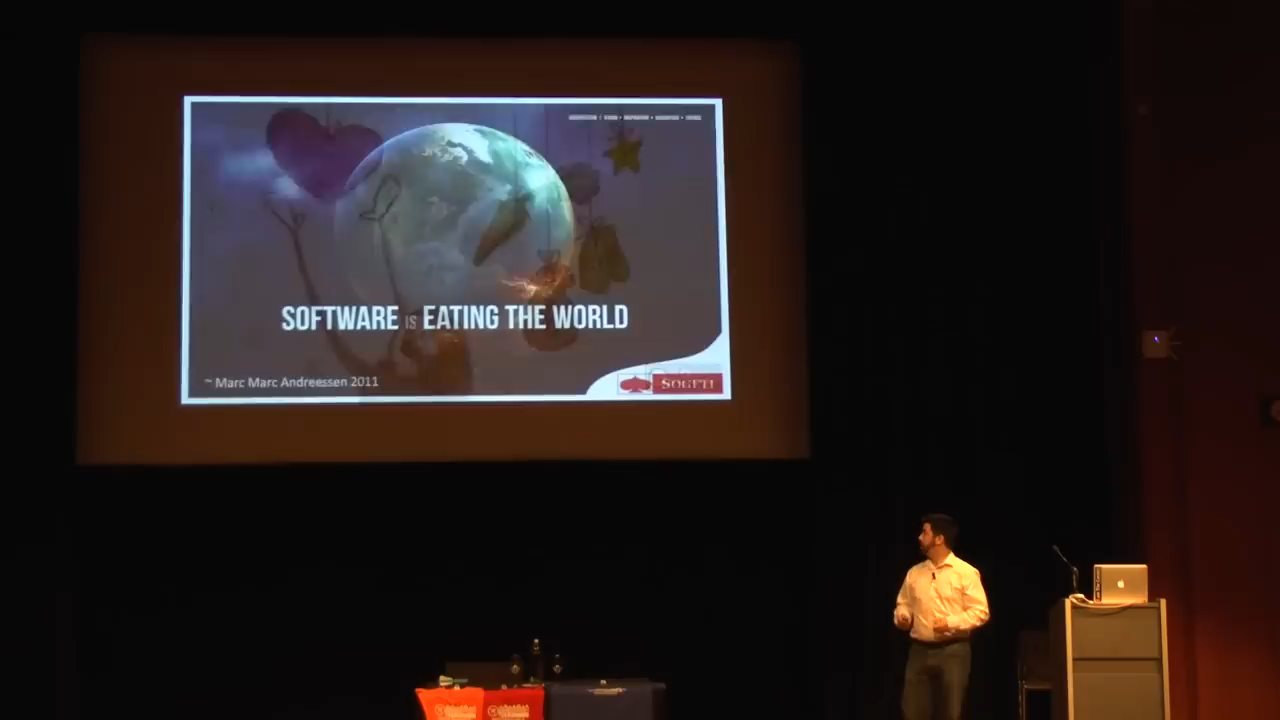 SOFTWARE IS EATING THE WORLD
~ Marc Marc Andreessen 2011
SOGETI